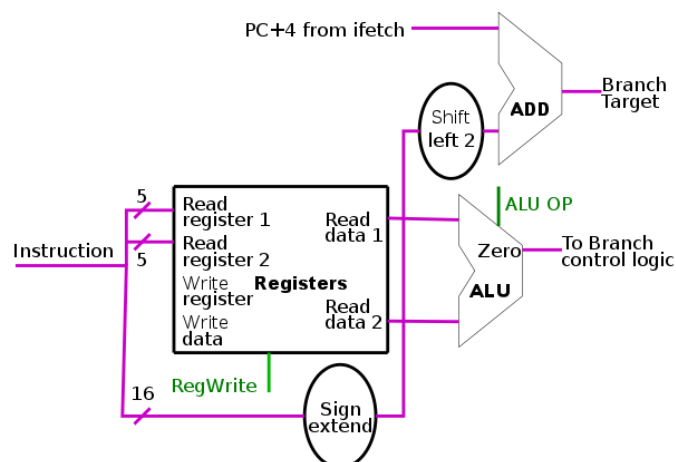 PC+4 from ifetch
Branch
Target
ADD
Shift
left 2
5
Read
register 1
Read
data 1
ALU OP
Instruction
5
Read
register 2
Zero
To Branch
control logic
Write
register
Registers
ALU
Write
data
Read
data 2
RegWrite
16
Sign
extend